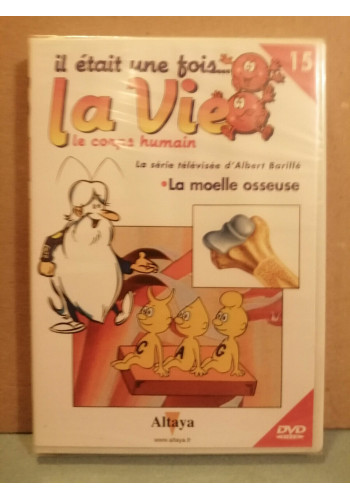 il était une fois...
15
la Vie
le corps humain
La série télévisée d'Albert Barillé
•La moelle osseuse
C A C
Altaya
www.altaya.fr
DVD